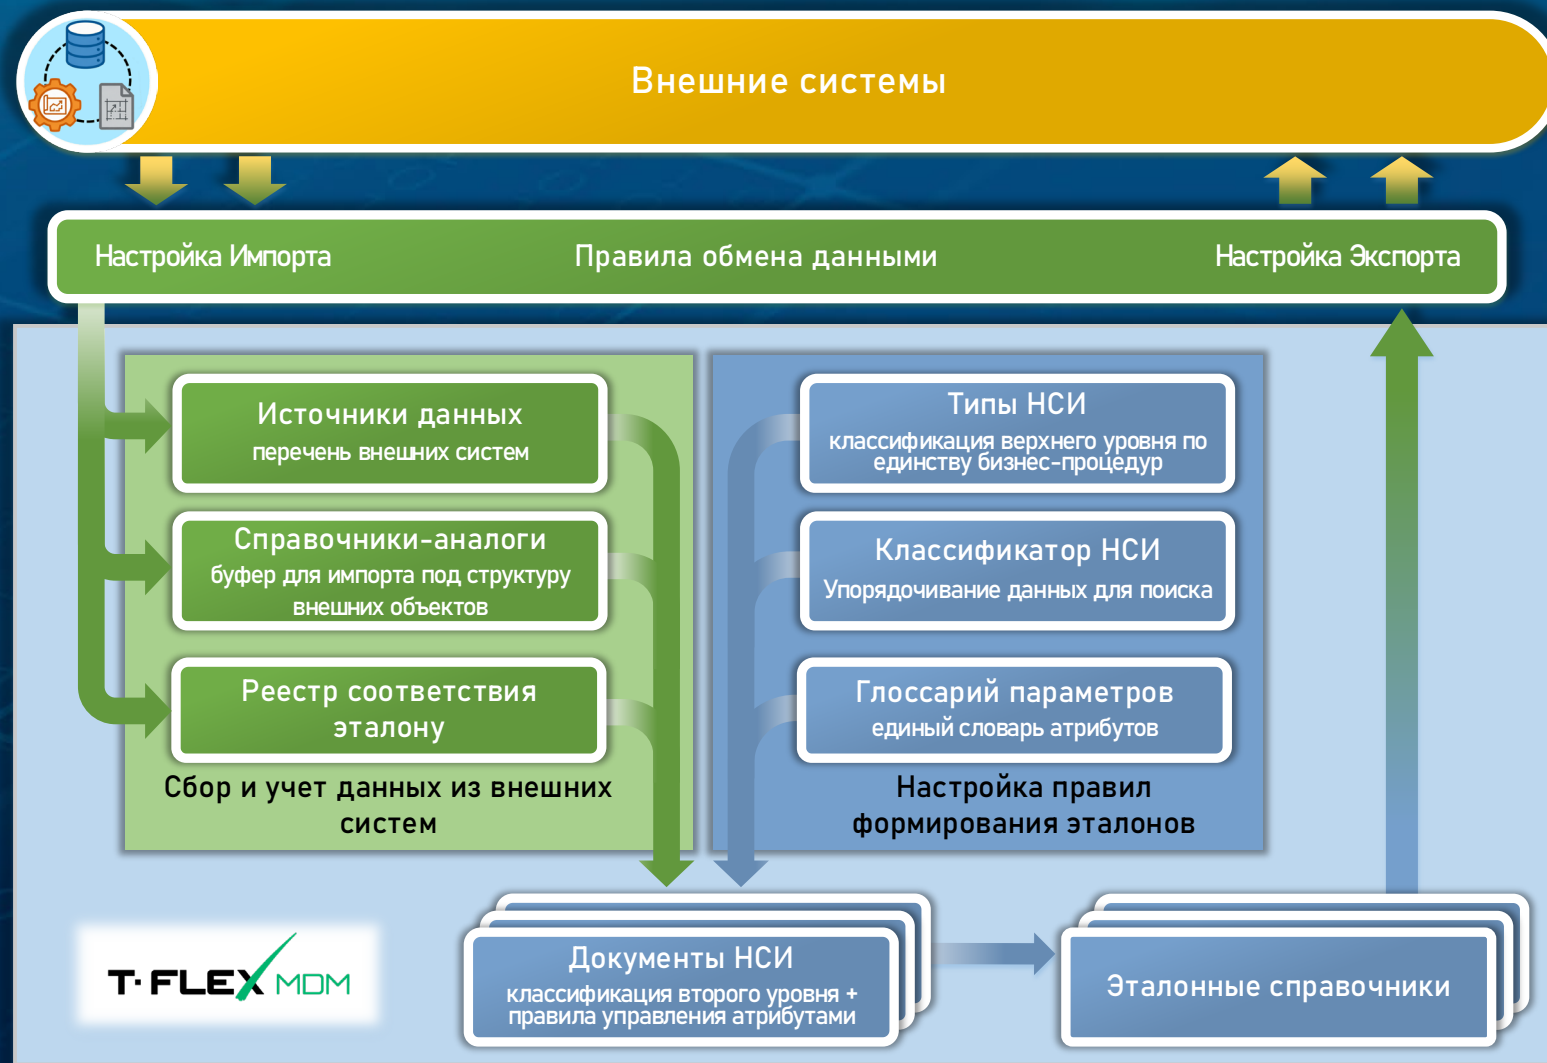 Внешние системы
Настройка Импорта
Правила обмена данными
Настройка Экспорта
Источники данных
перечень внешних систем
Справочники-аналоги
буфер для импорта под структуру
внешних объектов
Реестр соответствия
эталону
Сбор и учет данных из внешних
систем
Типы НСИ
классификация верхнего уровня по
единству бизнес-процедур
Классификатор НСИ
Упорядочивание данных для поиска
Глоссарий параметров
единый словарь атрибутов
Настройка правил
формирования эталонов
T·FLEX MDM
Документы НСИ
классификация второго уровня +
правила управления атрибутами
Эталонные справочники